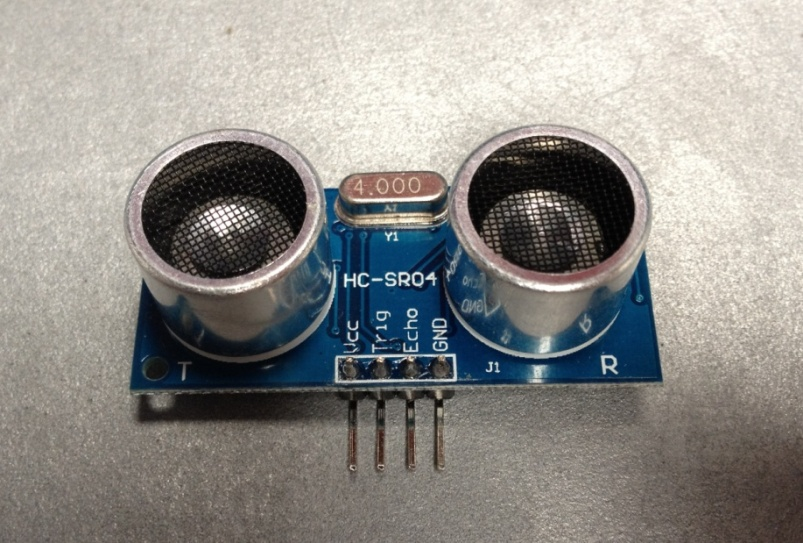 4.000
Y1
HC-SR04
Vcc
Trig
Echo
GND
J1
T
R